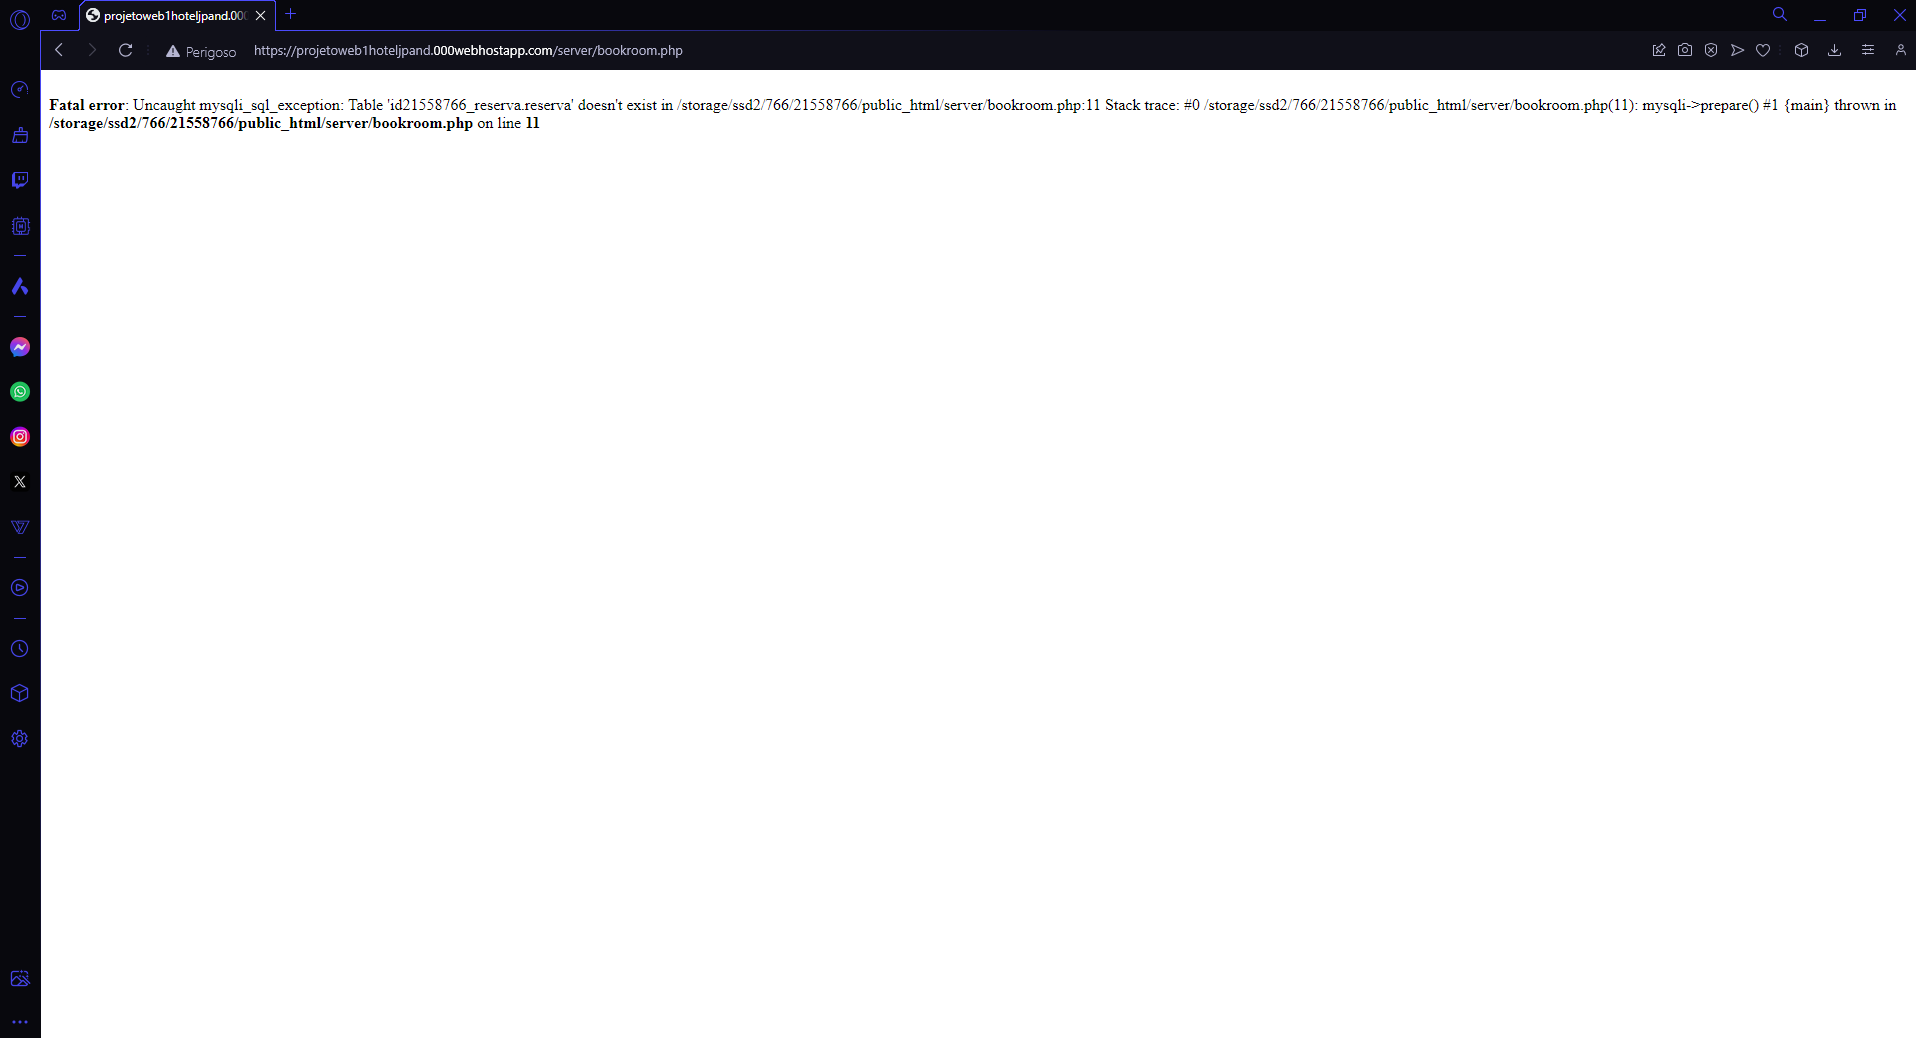 projetoweb1hoteljpand.000
Perigoso
https://projetoweb1hoteljpand.000webhostapp.com/server/bookroom.php
Fatal error: Uncaught mysqli_sql_exception: Table 'id21558766_reserva.reserva' doesn't exist in /storage/ssd2/766/21558766/public_html/server/bookroom.php:11 Stack trace: #0 /storage/ssd2/766/21558766/public_html/server/bookroom.php(11): mysqli->prepare() #1 {main} thrown in
/storage/ssd2/766/21558766/public_html/server/bookroom.php on line 11